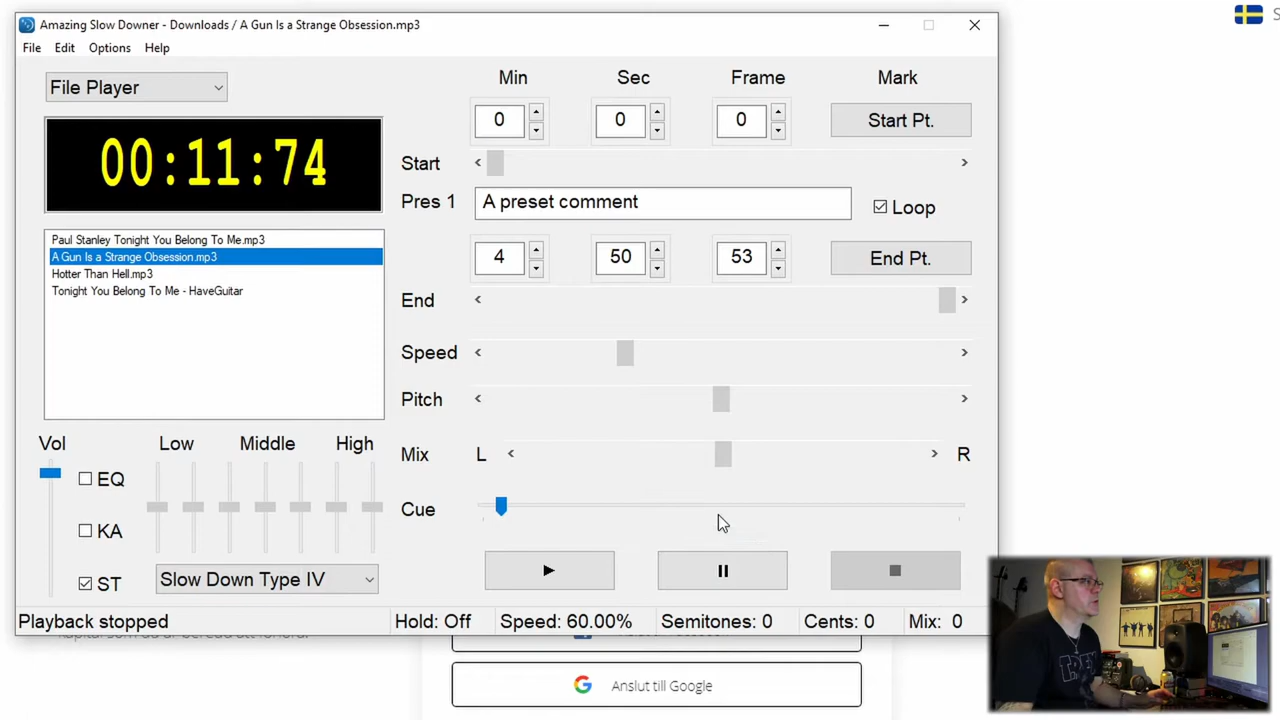 Amazing Slow Downer - Downloads / A Gun Is a Strange Obsession.mp3
S
File Edit Options Help
File Player
Min Sec Frame Mark
0 0 0 Start Pt.
00:11:74
Start
Pres 1 A preset comment Loop
Paul Stanley Tonight You Belong To Me.mp3
A Gun Is a Strange Obsession.mp3
Hotter Than Hell.mp3
Tonight You Belong To Me - HaveGuitar
4 50 53 End Pt.
End
Speed
Pitch
Vol Low Middle High
Mix L R
EQ
Cue
KA
ST Slow Down Type IV
Playback stopped Hold: Off Speed: 60.00% Semitones: 0 Cents: 0 Mix: 0
Anslut till Google